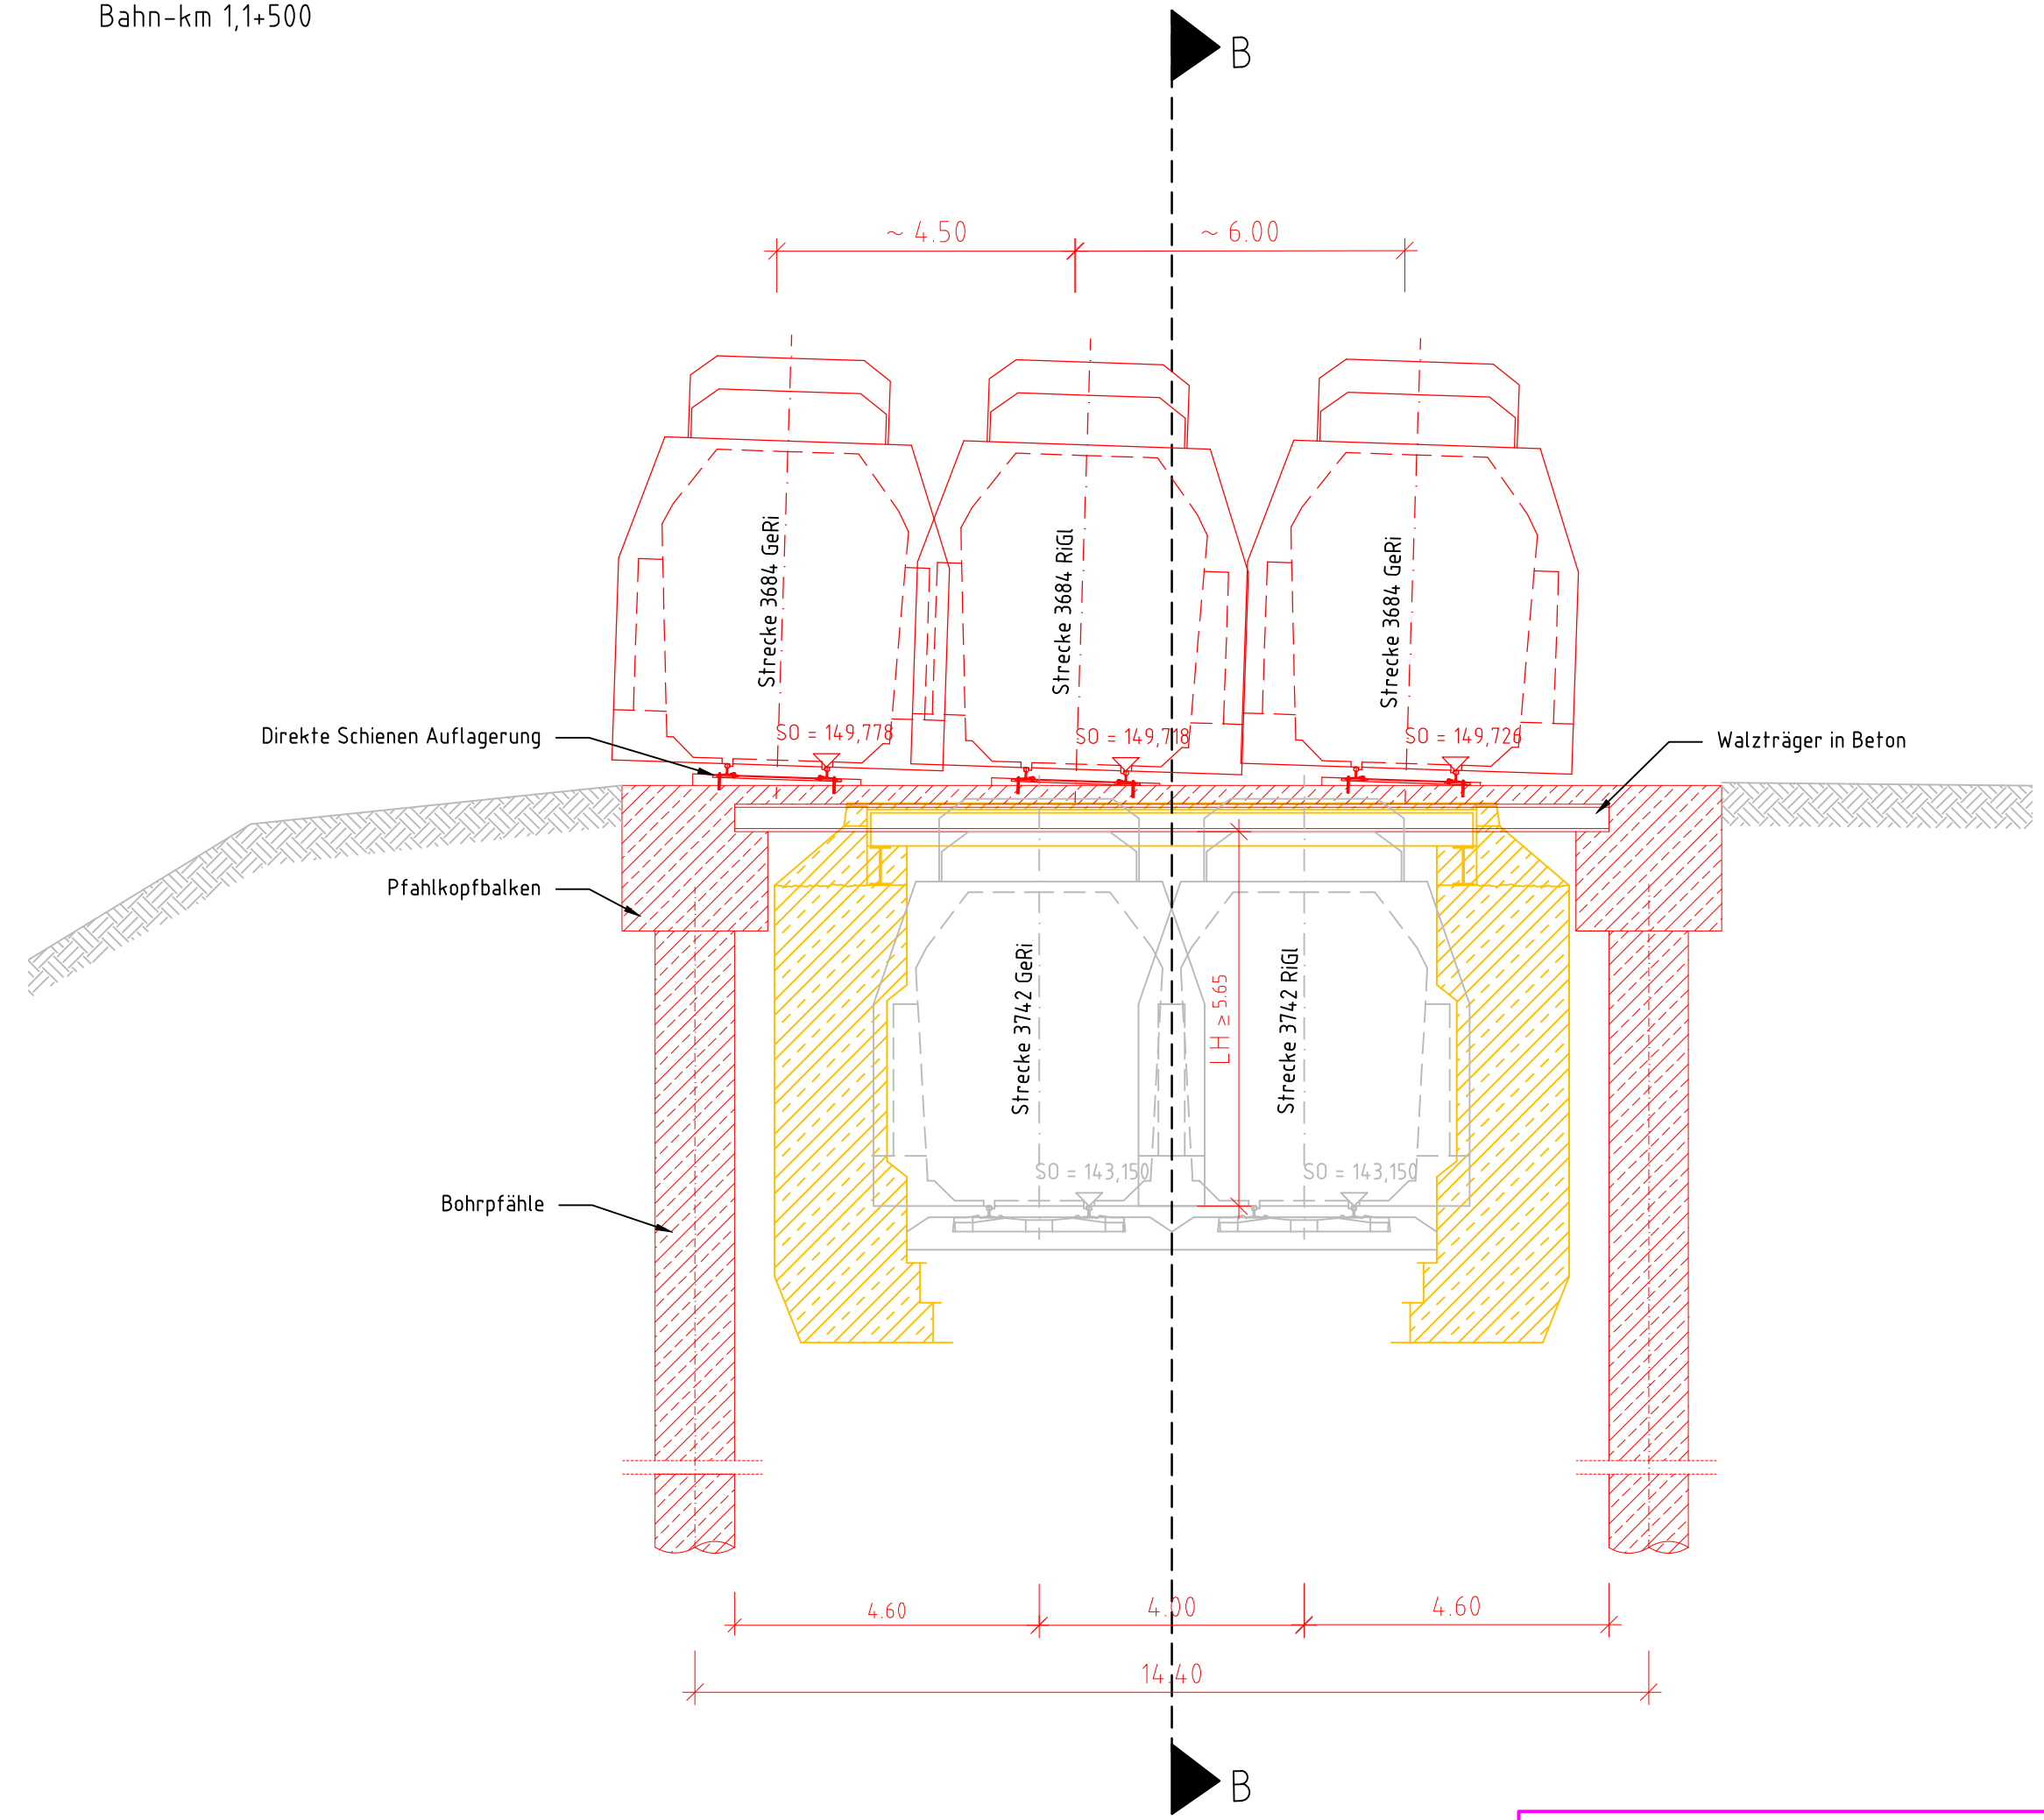 Bahn-km 1,1+500
B
~ 4.50
~ 6.00
Strecke 3684 GeRi
Strecke 3684 RiGl
Strecke 3684 GeRi
SO = 149,778
SO = 149,718
SO = 149,726
Direkte Schienen Auflagerung
Walzträger in Beton
Pfahlkopfbalken
Strecke 3742 GeRi
LH ≥ 5.65
Strecke 3742 RiGl
SO = 143,150
SO = 143,150
Bohrpfähle
4.60
4.00
4.60
14.40
B